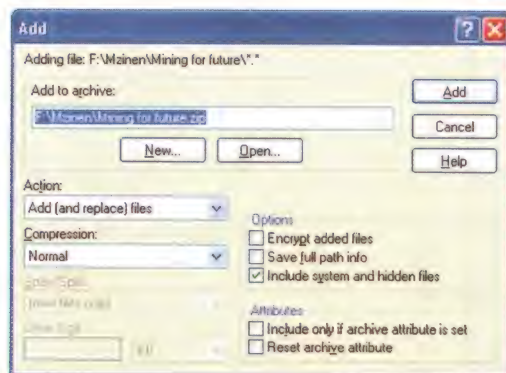 Add
Adding file: F:\Mzinen\Mining for future\*.*
Add to archive:
F:\Mzinen\Mining for future.zip
New...
Open...
Add
Cancel
Help
Action:
Add (and replace) files
Compression:
Normal
Options
Encrypt added files
Save full path info
Include system and hidden files
Attributes
Include only if archive attribute is set
Reset archive attribute